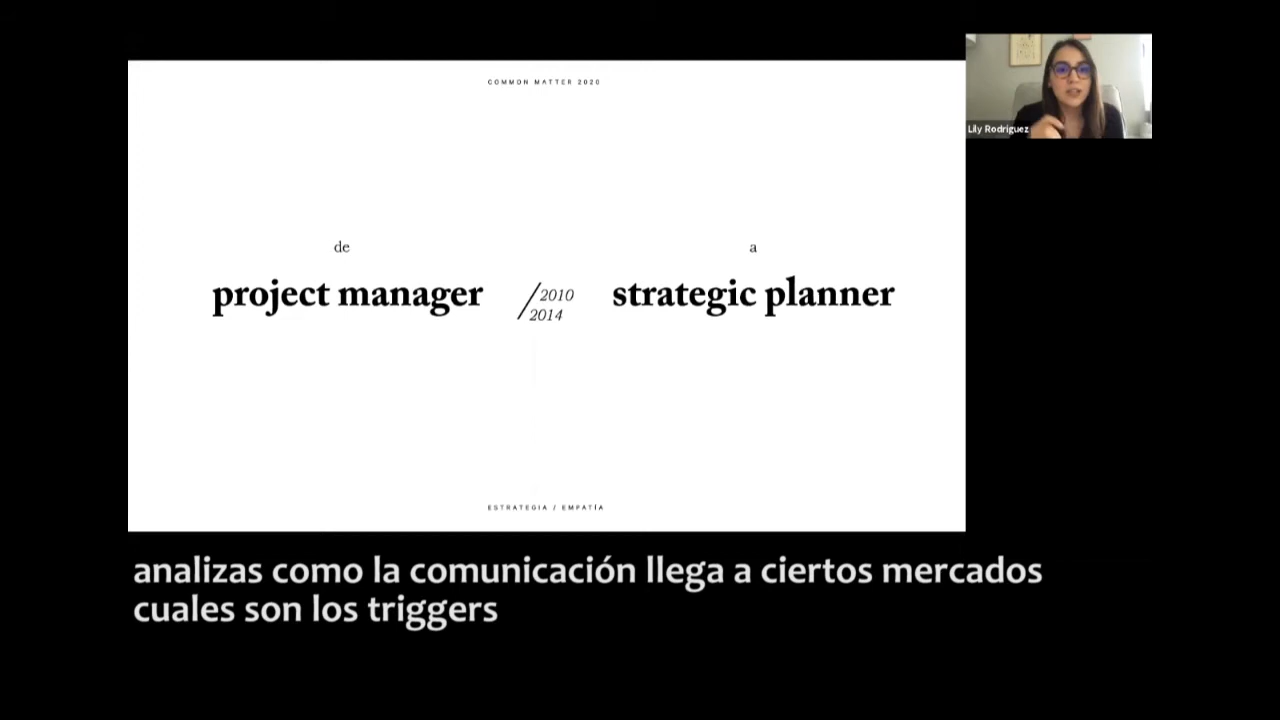 COMMON MATTER 2020
Lily Rodriguez
de
a
project manager
2010
2014
strategic planner
ESTRATEGIA / EMPATÍA
analizas como la comunicación llega a ciertos mercados
cuales son los triggers